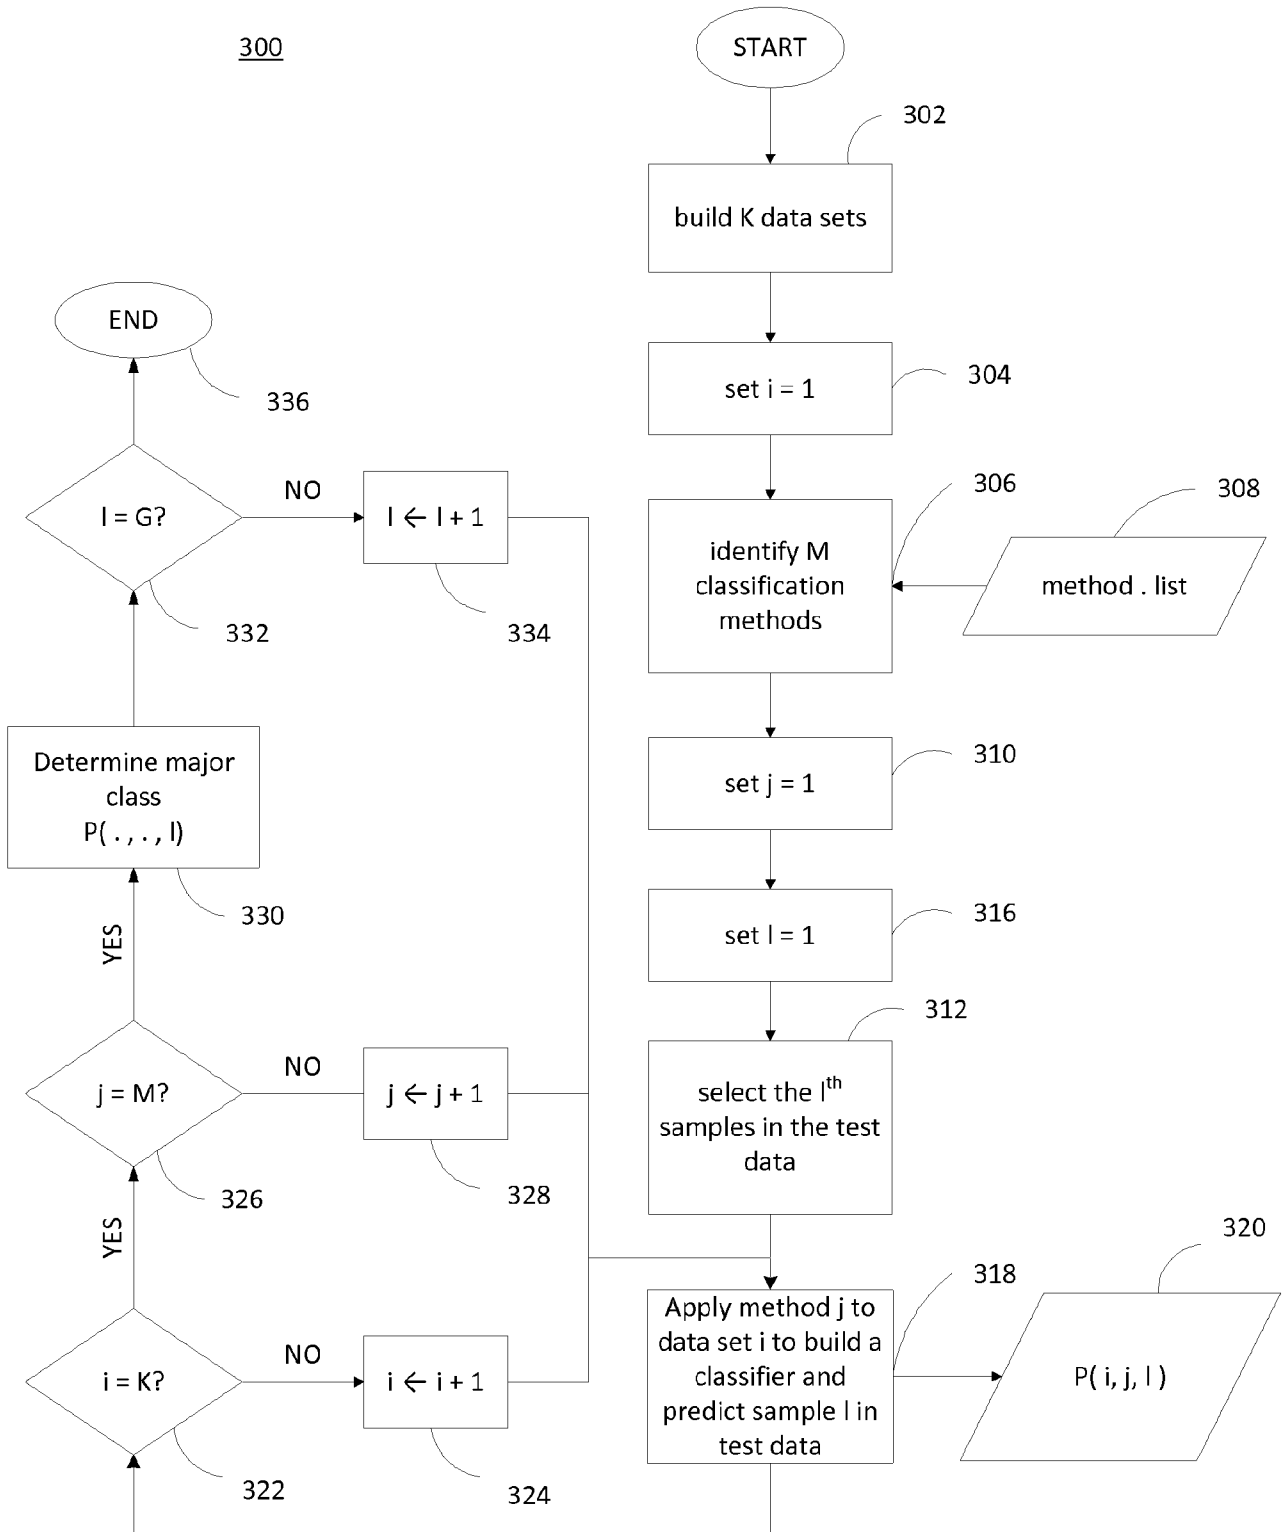 300
START
302
build K data sets
set i = 1
304
306
308
identify M
classification
methods
method . list
set j = 1
310
set l = 1
316
312
select the lth
samples in the test
data
318
320
Apply method j to
data set i to build a
classifier and
predict sample l in
test data
P( i, j, l )
i = K?
322
NO
i ← i + 1
324
YES
j = M?
326
NO
j ← j + 1
328
YES
Determine major
class
P( . , . , l)
330
l = G?
332
NO
l ← l + 1
334
END
336